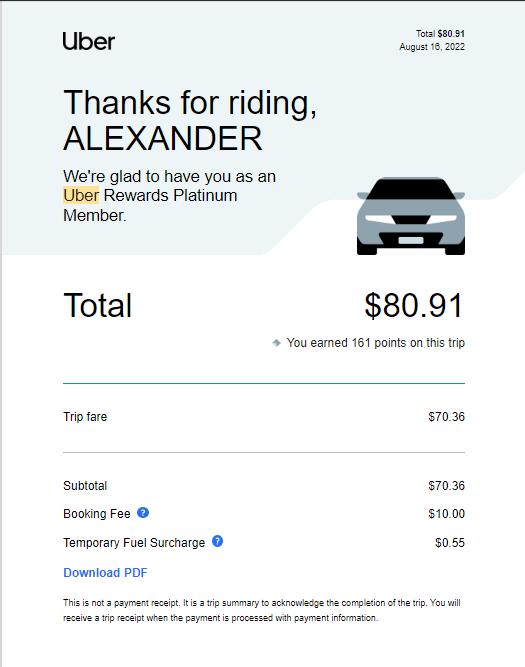 Uber
Total $80.91
August 16, 2022
Thanks for riding,
ALEXANDER
We're glad to have you as an
Uber Rewards Platinum
Member.
Total $80.91
You earned 161 points on this trip
Trip fare $70.36
Subtotal $70.36
Booking Fee ? $10.00
Temporary Fuel Surcharge ? $0.55
Download PDF
This is not a payment receipt. It is a trip summary to acknowledge the completion of the trip. You will
receive a trip receipt when the payment is processed with payment information.